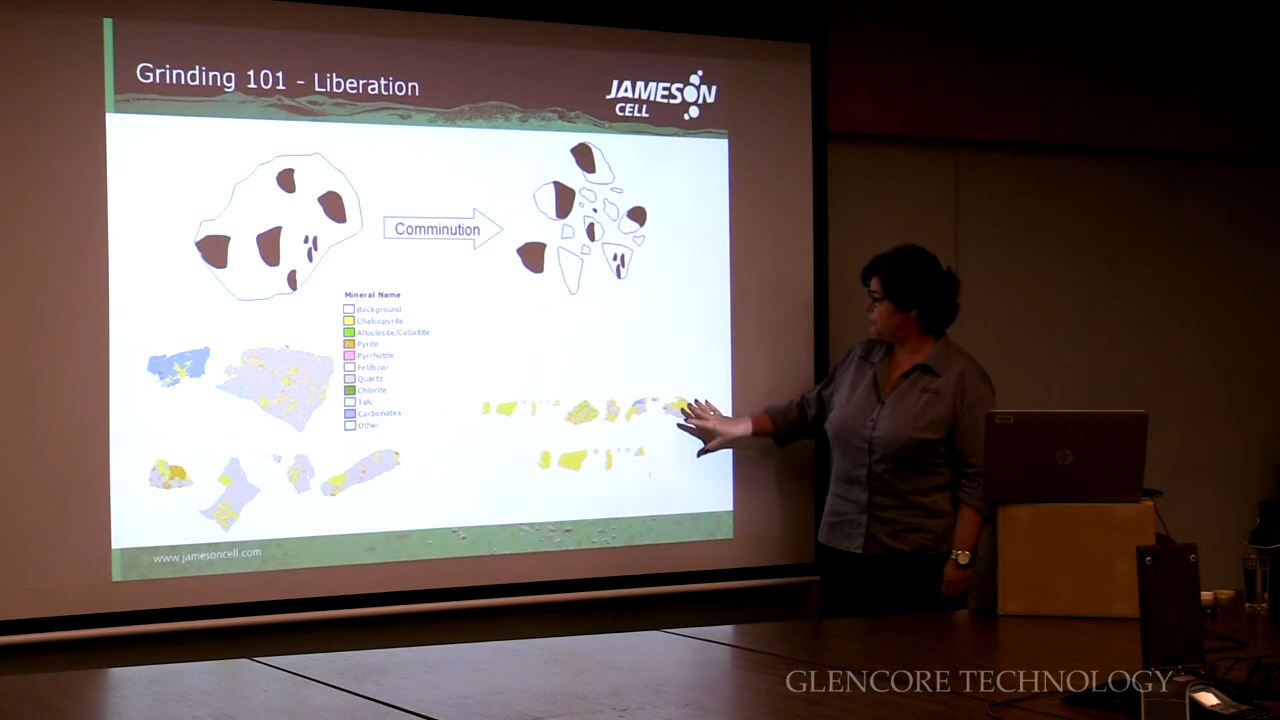 Grinding 101 - Liberation
JAMESON
CELL
Comminution
Mineral Name
Background
Chalcopyrite
Alloclasite/Cobaltite
Pyrite
Pyrrhotite
Feldspar
Quartz
Chlorite
Talc
Carbonates
Other
www.jamesoncell.com
hp
GLENCORE TECHNOLOGY